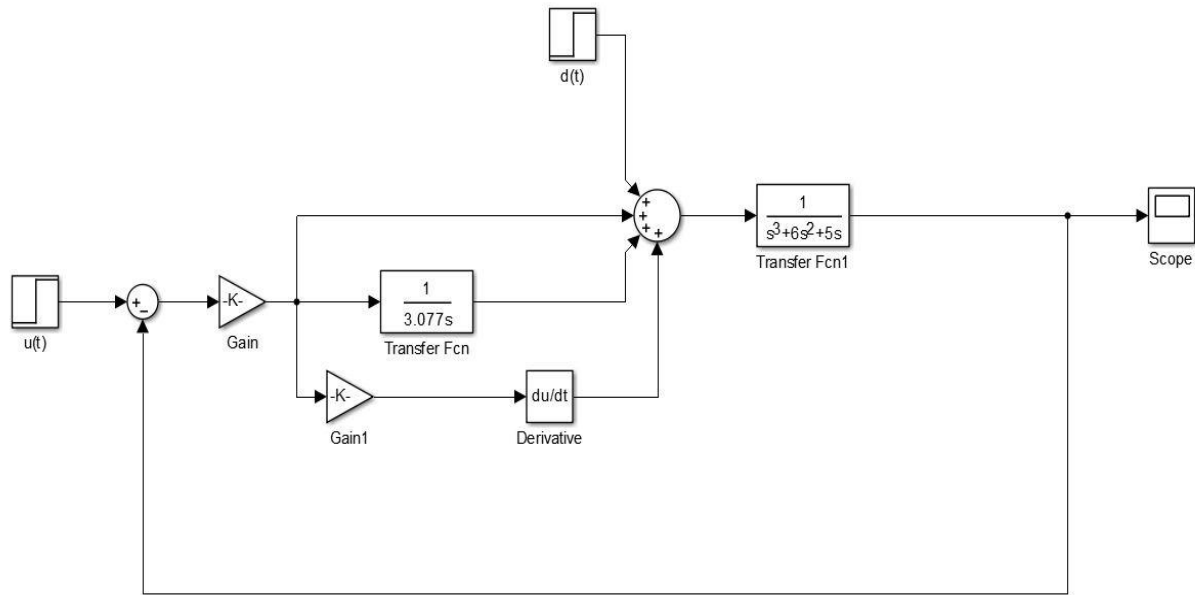 d(t)
+
+
+
+
1
s³+6s²+5s
Transfer Fcn1
Scope
+
−
u(t)
-K-
Gain
1
3.077s
Transfer Fcn
-K-
Gain1
du/dt
Derivative